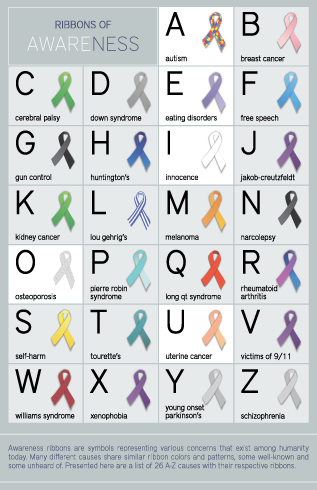 RIBBONS OF
AWARENESS
A
autism
B
breast cancer
C
cerebral palsy
D
down syndrome
E
eating disorders
F
free speech
G
gun control
H
huntington's
I
innocence
J
jakob-creutzfeldt
K
kidney cancer
L
lou gehrig's
M
melanoma
N
narcolepsy
O
osteoporosis
P
pierre robin
syndrome
Q
long qt syndrome
R
rheumatoid
arthritis
S
self-harm
T
tourette's
U
uterine cancer
V
victims of 9/11
W
williams syndrome
X
xenophobia
Y
young onset
parkinson's
Z
schizophrenia
Awareness ribbons are symbols representing various concerns that exist among humanity
today. Many different causes share similar ribbon colors and patterns, some well-known and
some unheard of. Presented here are a list of 26 A-Z causes with their respective ribbons.